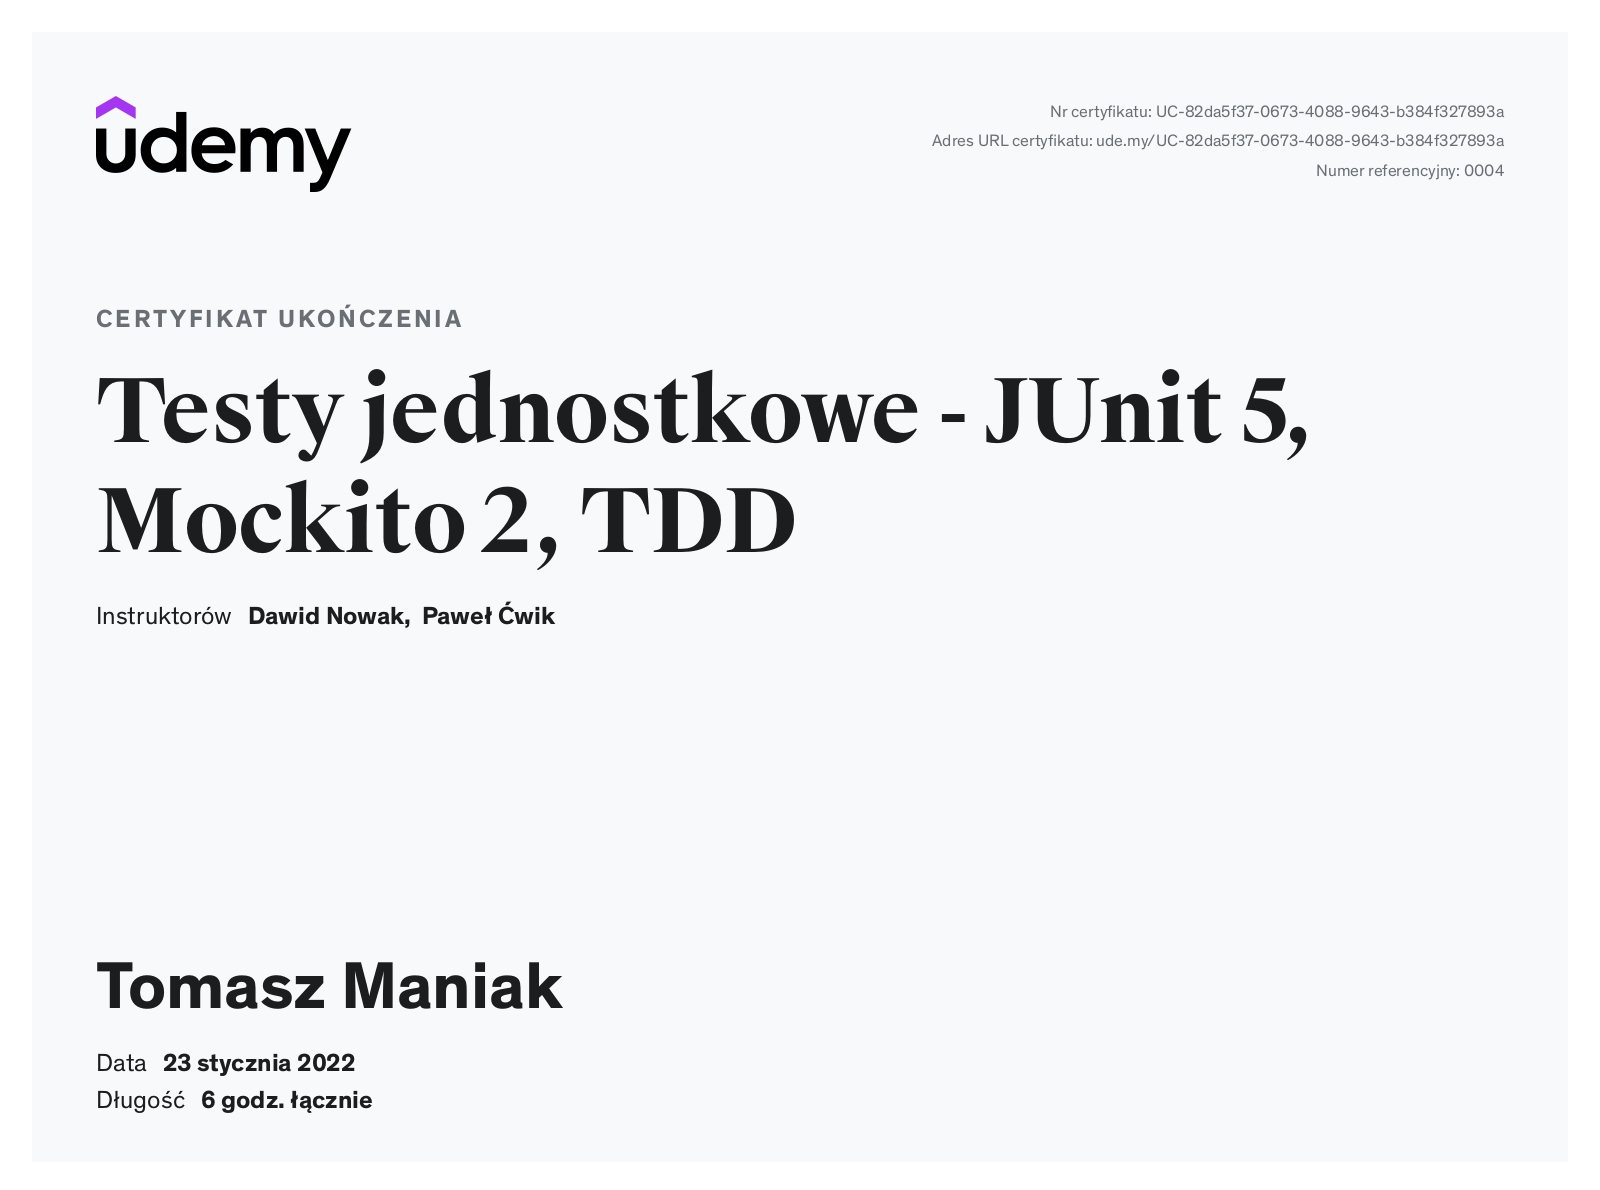 udemy
Nr certyfikatu: UC-82da5f37-0673-4088-9643-b384f327893a
Adres URL certyfikatu: ude.my/UC-82da5f37-0673-4088-9643-b384f327893a
Numer referencyjny: 0004
CERTYFIKAT UKOŃCZENIA
Testy jednostkowe - JUnit 5,
Mockito 2, TDD
Instruktorów Dawid Nowak, Paweł Ćwik
Tomasz Maniak
Data 23 stycznia 2022
Długość 6 godz. łącznie